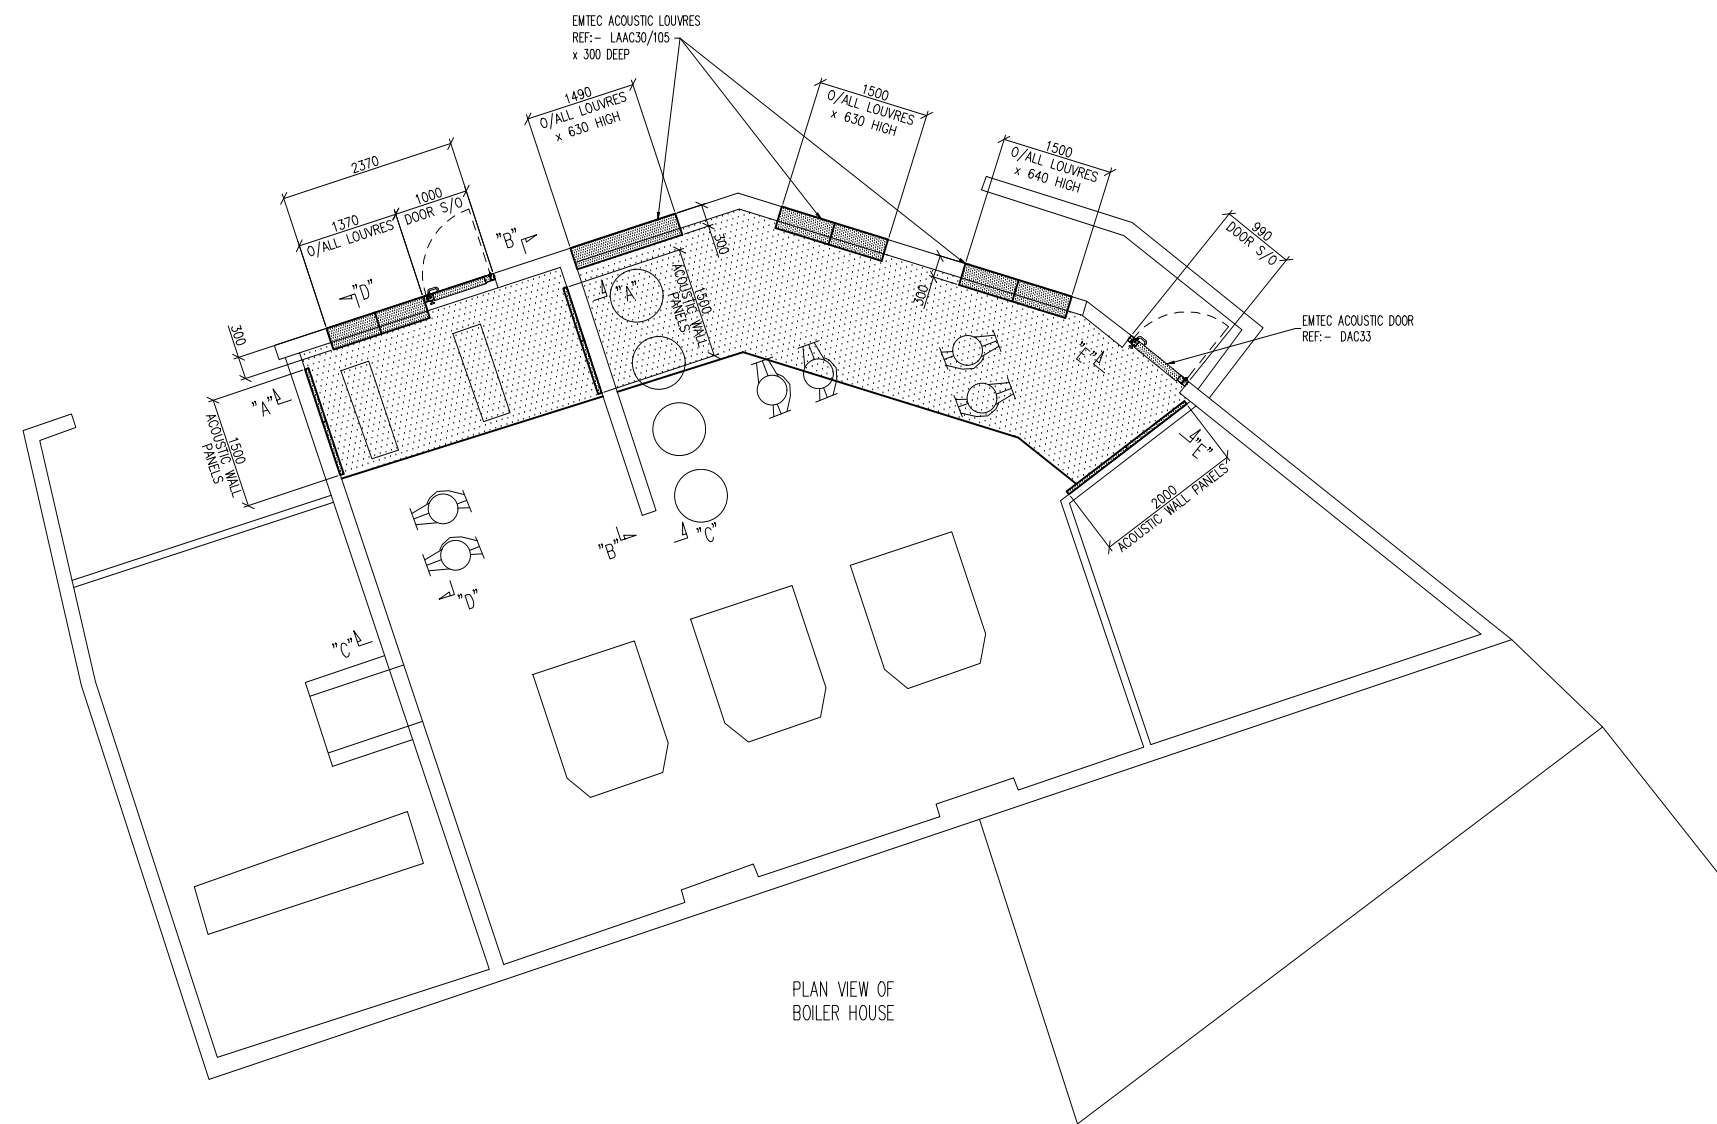 EMTEC ACOUSTIC LOUVRES
REF:- LAAC30/105
x 300 DEEP
1490
O/ALL LOUVRES
x 630 HIGH
1500
O/ALL LOUVRES
x 630 HIGH
1500
O/ALL LOUVRES
x 640 HIGH
2370
1370
O/ALL LOUVRES
1000
DOOR S/O
"B"
"D"
300
300
300
990
DOOR S/O
EMTEC ACOUSTIC DOOR
REF:- DAC33
"A"
"A"
1500
ACOUSTIC WALL
PANELS
1500
ACOUSTIC WALL
PANELS
"E"
"E"
2000
ACOUSTIC WALL PANELS
"B"
"C"
"D"
"C"
PLAN VIEW OF
BOILER HOUSE